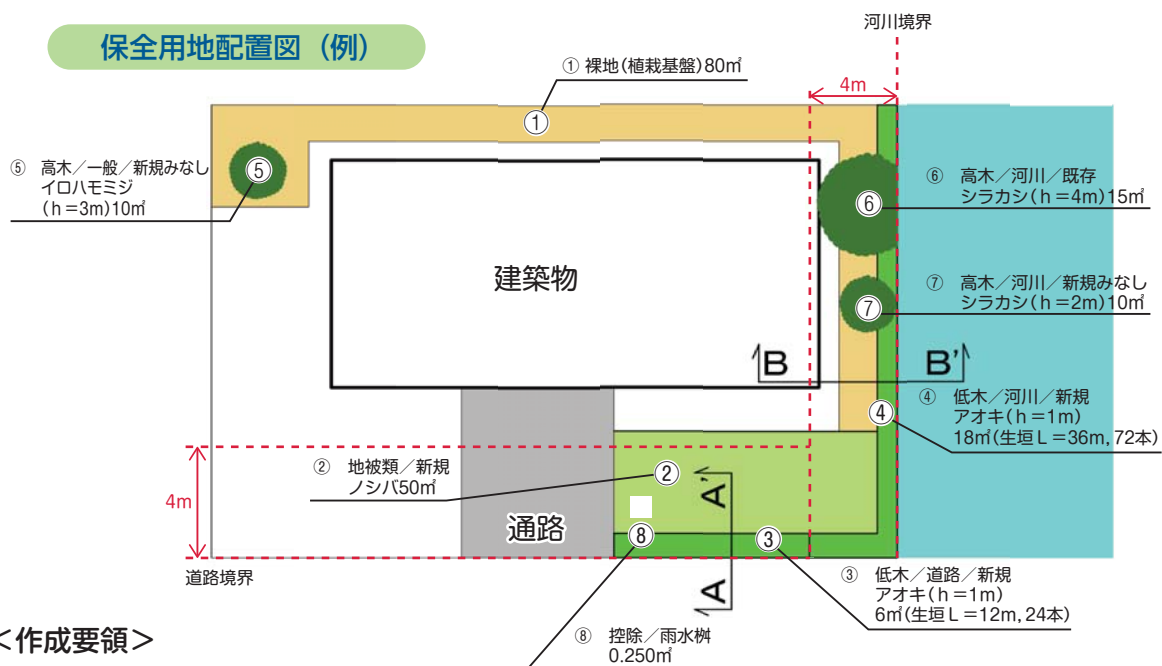 保全用地配置図（例）
河川境界
① 裸地(植栽基盤)80㎡
4m
①
⑤ 高木／一般／新規みなし
イロハモミジ
(ｈ＝3m)10㎡
⑤
⑥
⑥ 高木／河川／既存
シラカシ(ｈ＝4m)15㎡
建築物
⑦
⑦ 高木／河川／新規みなし
シラカシ(ｈ＝2m)10㎡
B
B'
④
④ 低木／河川／新規
アオキ(ｈ＝1m)
18㎡(生垣Ｌ＝36m, 72本)
② 地被類／新規
ノシバ50㎡
②
4m
A'
通路
⑧
③
道路境界
A
③ 低木／道路／新規
アオキ(ｈ＝1m)
6㎡(生垣Ｌ＝12m, 24本)
＜作成要領＞
⑧ 控除／雨水桝
0.250㎡